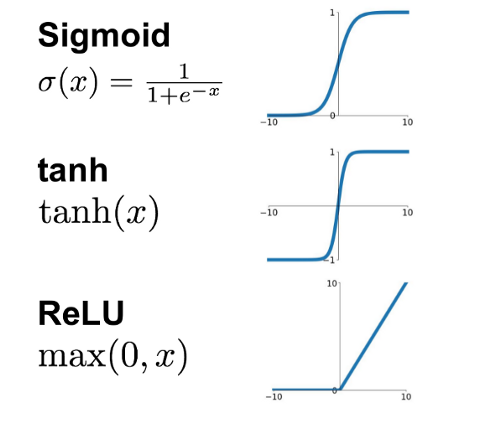 Sigmoid
σ(x) = 1/(1+e^−x)
1
0
−10
10
tanh
tanh(x)
1
−10
10
−1
ReLU
max(0, x)
10
0
−10
10